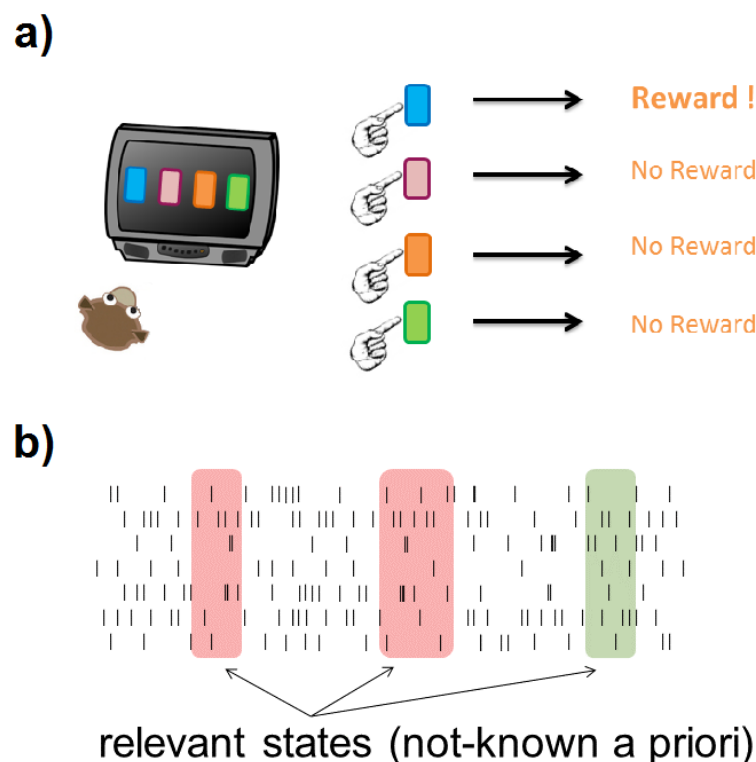 a)
Reward !
No Reward
No Reward
No Reward
b)
relevant states (not-known a priori)